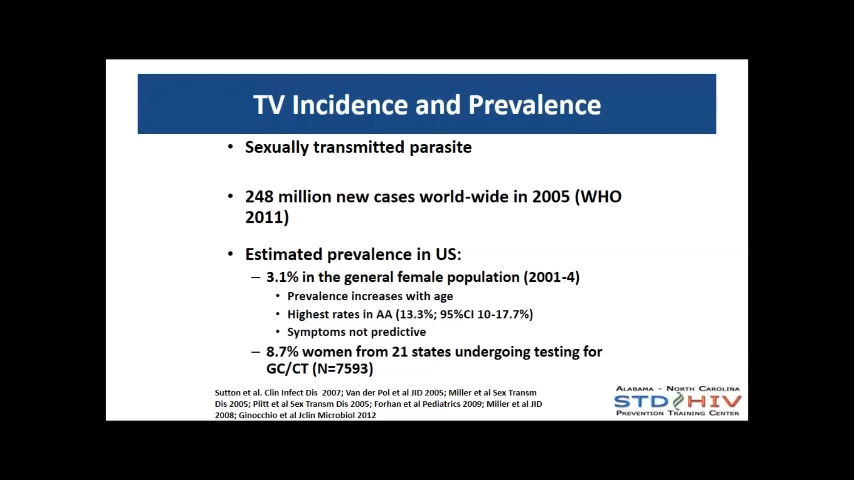 TV Incidence and Prevalence
• Sexually transmitted parasite
• 248 million new cases world-wide in 2005 (WHO
2011)
• Estimated prevalence in US:
– 3.1% in the general female population (2001-4)
• Prevalence increases with age
• Highest rates in AA (13.3%; 95%CI 10-17.7%)
• Symptoms not predictive
– 8.7% women from 21 states undergoing testing for
GC/CT (N=7593)
Sutton et al. Clin Infect Dis 2007; Van der Pol et al JID 2005; Miller et al Sex Transm
Dis 2005; Plitt et al Sex Transm Dis 2005; Forhan et al Pediatrics 2009; Miller et al JID
2008; Ginocchio et al Jclin Microbiol 2012
Alabama - North Carolina
STD HIV
Prevention Training Center